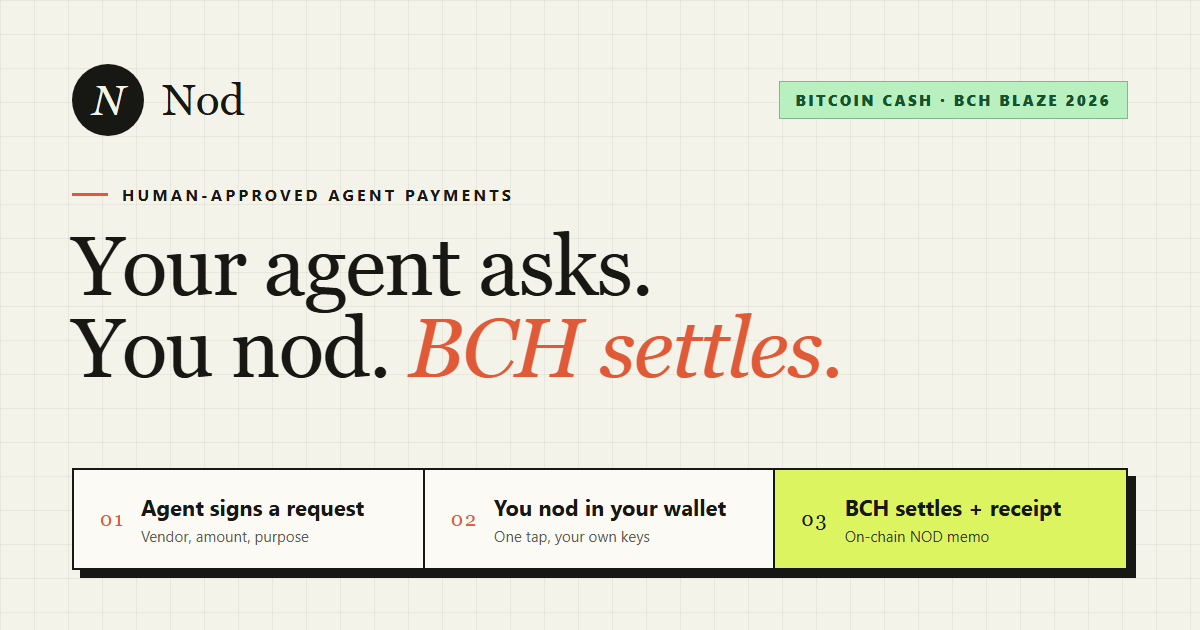 N Nod
BITCOIN CASH · BCH BLAZE 2026
HUMAN-APPROVED AGENT PAYMENTS
Your agent asks.
You nod. BCH settles.
01 Agent signs a request
Vendor, amount, purpose
02 You nod in your wallet
One tap, your own keys
03 BCH settles + receipt
On-chain NOD memo